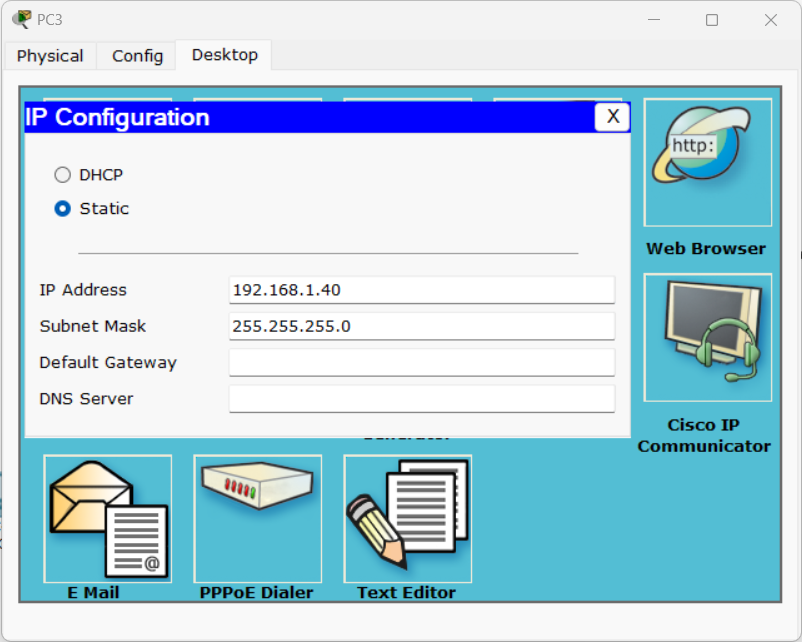 PC3
Physical Config Desktop
IP Configuration X
DHCP
Static
IP Address 192.168.1.40
Subnet Mask 255.255.255.0
Default Gateway
DNS Server
http:
Web Browser
Cisco IP
Communicator
@
E Mail PPPoE Dialer Text Editor